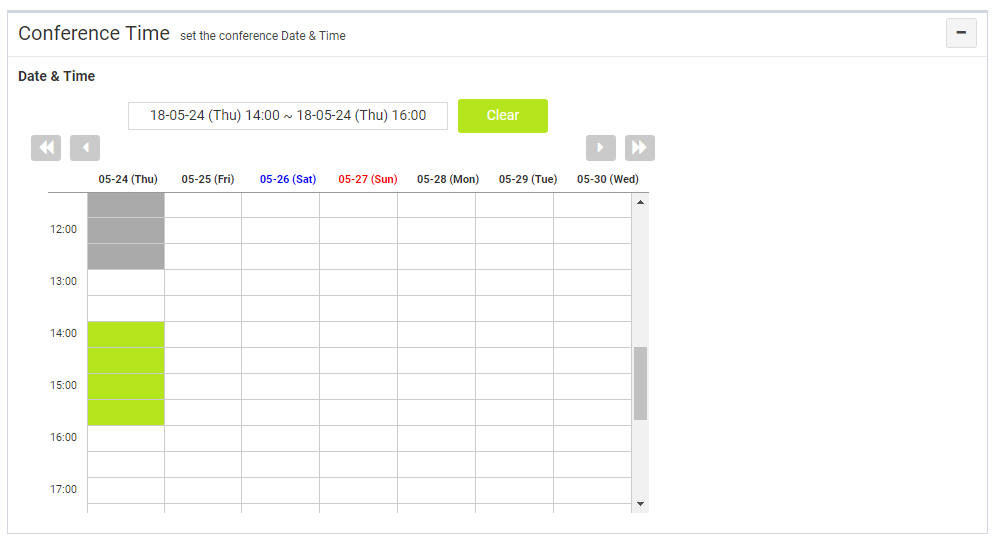 Conference Time set the conference Date & Time
Date & Time
18-05-24 (Thu) 14:00 ~ 18-05-24 (Thu) 16:00 Clear
05-24 (Thu) 05-25 (Fri) 05-26 (Sat) 05-27 (Sun) 05-28 (Mon) 05-29 (Tue) 05-30 (Wed)
12:00
13:00
14:00
15:00
16:00
17:00